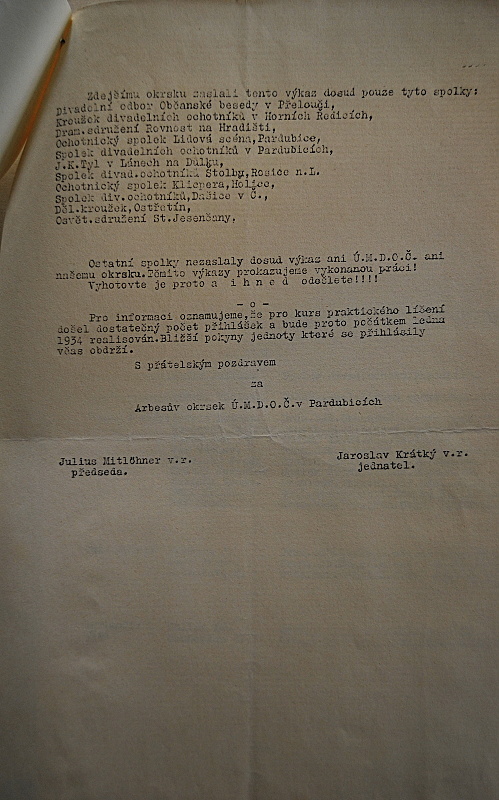 Zdejšímu okrsku zaslali tento výkaz dosud pouze tyto spolky:
Divadelní odbor Občanské besedy v Přelouči,
Kroužek divadelních ochotníků v Horních Ředicích,
Dram.sdružení Rovnost na Hradišti,
Ochotnický spolek Lidová scéna,Pardubice,
Spolek divadelních ochotníků v Pardubicích,
J.K.Tyl v Lánech na Důlku,
Spolek divad.ochotníků Štolby,Rosice n.L.
Ochotnický spolek Klicpera,Holice,
Spolek div.ochotníků,Dašice v Č.,
Děl.kroužek,Ostřetín,
Osvět.sdružení St.Jesenčany.
Ostatní spolky nezaslaly dosud výkaz ani Ú.M.D.O.Č. ani
našemu okrsku.Těmito výkazy prokazujeme vykonanou práci!
Vyhotovte je proto a i h n e d odešlete!!!!
- o -
Pro informaci oznamujeme,že pro kurs praktického líčení
došel dostatečný počet přihlášek a bude proto počátkem ledna
1934 realisován.Bližší pokyny jednoty které se přihlásily
včas obdrží.
S přátelským pozdravem
za
Arbesův okrsek Ú.M.D.O.Č.v Pardubicích
Julius Mitlöhner v.r. Jaroslav Krátký v.r.
předseda. jednatel.